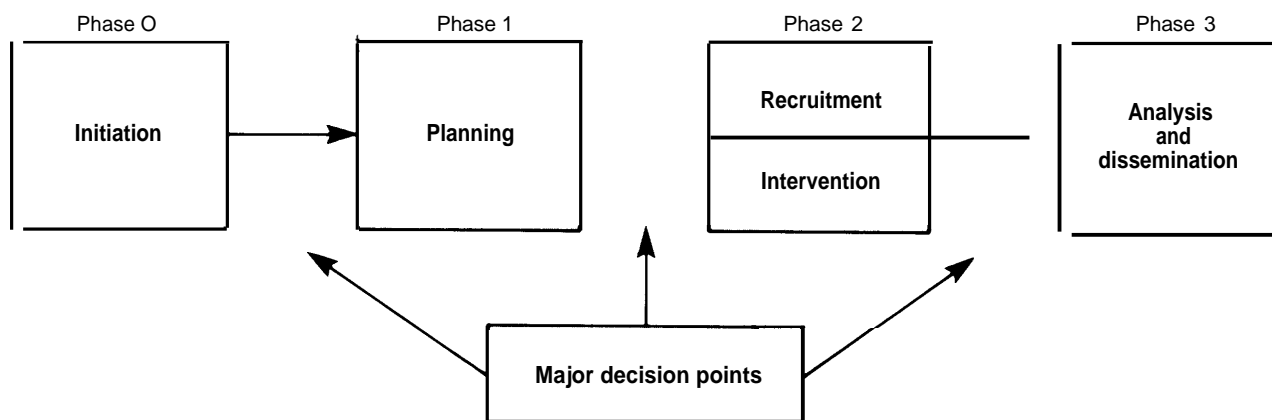 Phase O
Phase 1
Phase 2
Phase 3
Initiation
Planning
Recruitment
Intervention
Analysis
and
dissemination
Major decision points